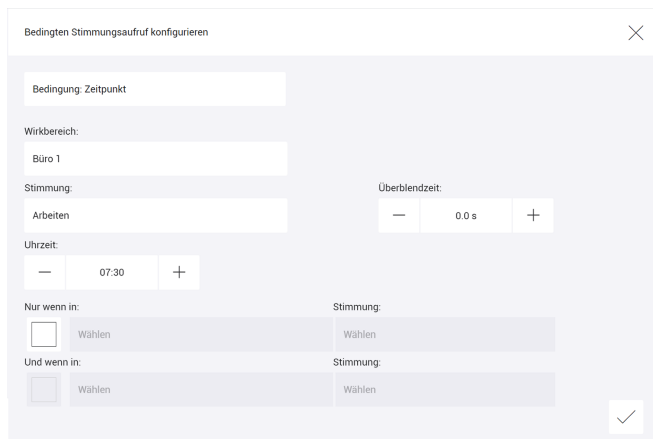 Bedingten Stimmungsaufruf konfigurieren
Bedingung: Zeitpunkt
Wirkbereich:
Büro 1
Stimmung: Überblendzeit:
Arbeiten — 0.0 s +
Uhrzeit:
— 07:30 +
Nur wenn in: Stimmung:
Wählen Wählen
Und wenn in: Stimmung:
Wählen Wählen